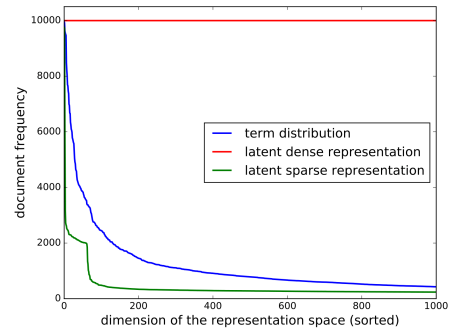 10000
8000
6000
4000
2000
0
document frequency
term distribution
latent dense representation
latent sparse representation
0 200 400 600 800 1000
dimension of the representation space (sorted)